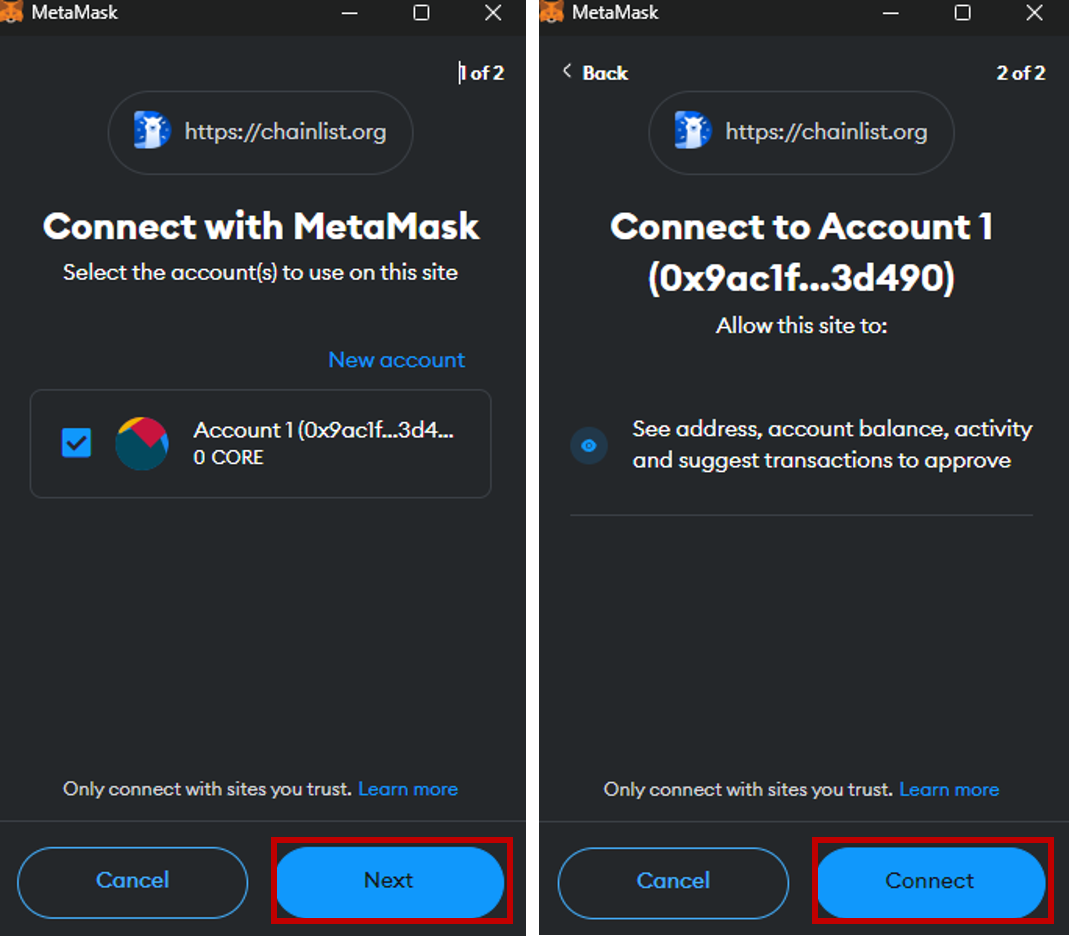 MetaMask
1 of 2
https://chainlist.org
Connect with MetaMask
Select the account(s) to use on this site
New account
Account 1 (0x9ac1f...3d4...
0 CORE
Only connect with sites you trust. Learn more
Cancel
Next
MetaMask
Back
2 of 2
https://chainlist.org
Connect to Account 1
(0x9ac1f...3d490)
Allow this site to:
See address, account balance, activity
and suggest transactions to approve
Only connect with sites you trust. Learn more
Cancel
Connect